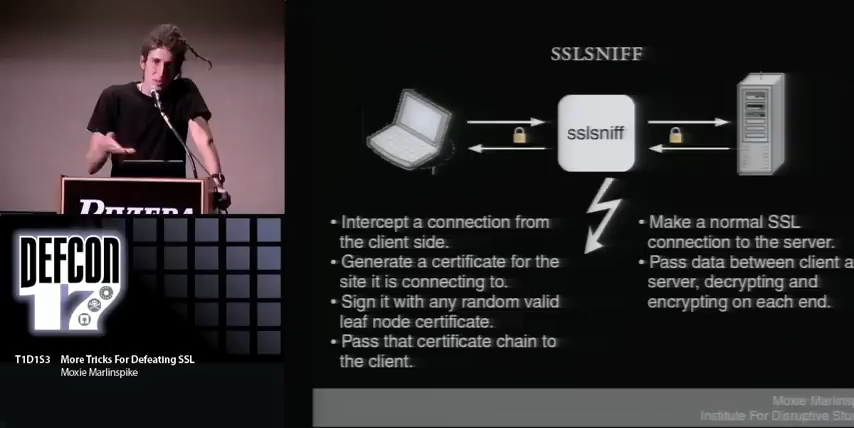 RIVIERA
DEFCON
17
T1D1S3 More Tricks For Defeating SSL
Moxie Marlinspike
SSLSNIFF
sslsniff
• Intercept a connection from
the client side.
• Generate a certificate for the
site it is connecting to.
• Sign it with any random valid
leaf node certificate.
• Pass that certificate chain to
the client.
• Make a normal SSL
connection to the server.
• Pass data between client a
server, decrypting and
encrypting on each end.
Moxie Marlinsp
Institute For Disruptive Stu